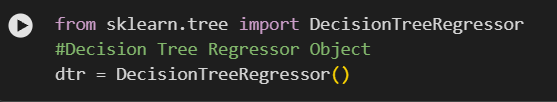 from sklearn.tree import DecisionTreeRegressor
#Decision Tree Regressor Object
dtr = DecisionTreeRegressor()